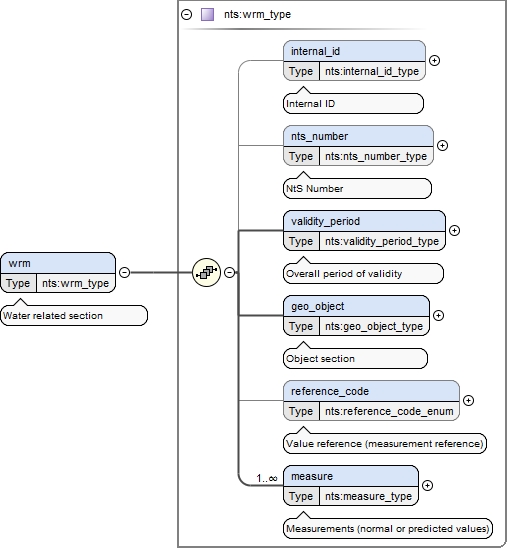 nts:wrm_type
internal_id
Type nts:internal_id_type
Internal ID
nts_number
Type nts:nts_number_type
NtS Number
validity_period
Type nts:validity_period_type
Overall period of validity
wrm
Type nts:wrm_type
Water related section
geo_object
Type nts:geo_object_type
Object section
reference_code
Type nts:reference_code_enum
Value reference (measurement reference)
1..∞
measure
Type nts:measure_type
Measurements (normal or predicted values)